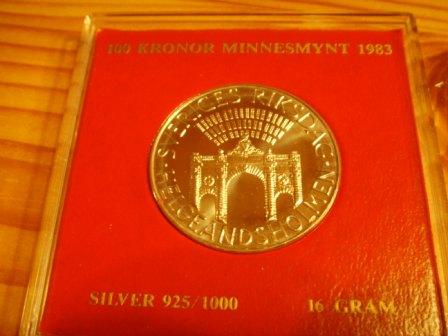 100 KRONOR MINNESMYNT 1983
SVERIGES RIKSDAG
HELGEANDSHOLMEN
SILVER 925/1000 16 GRAM